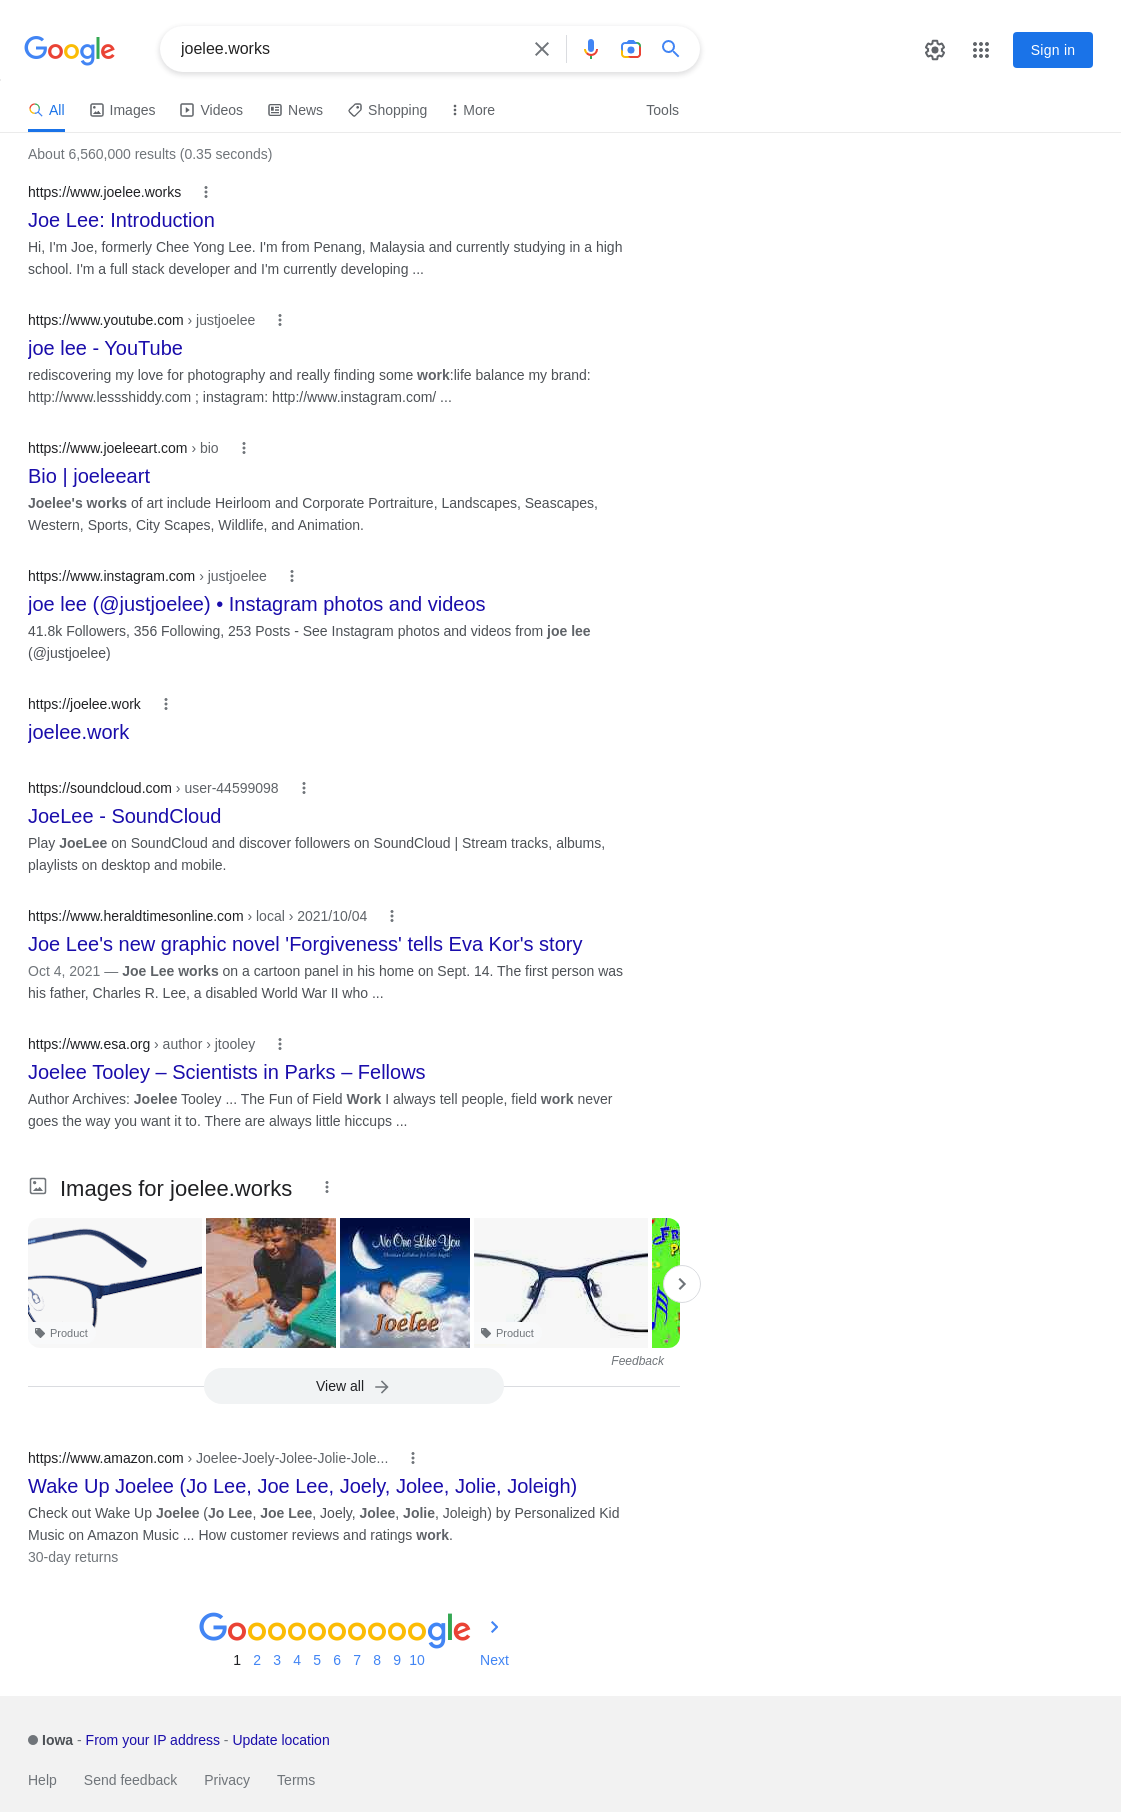 Google
joelee.works
Sign in
All
Images
Videos
News
Shopping
More
Tools
About 6,560,000 results (0.35 seconds)
https://www.joelee.works
Joe Lee: Introduction
Hi, I'm Joe, formerly Chee Yong Lee. I'm from Penang, Malaysia and currently studying in a high
school. I'm a full stack developer and I'm currently developing ...
https://www.youtube.com › justjoelee
joe lee - YouTube
rediscovering my love for photography and really finding some work:life balance my brand:
http://www.lessshiddy.com ; instagram: http://www.instagram.com/ ...
https://www.joeleeart.com › bio
Bio | joeleeart
Joelee's works of art include Heirloom and Corporate Portraiture, Landscapes, Seascapes,
Western, Sports, City Scapes, Wildlife, and Animation.
https://www.instagram.com › justjoelee
joe lee (@justjoelee) • Instagram photos and videos
41.8k Followers, 356 Following, 253 Posts - See Instagram photos and videos from joe lee
(@justjoelee)
https://joelee.work
joelee.work
https://soundcloud.com › user-44599098
JoeLee - SoundCloud
Play JoeLee on SoundCloud and discover followers on SoundCloud | Stream tracks, albums,
playlists on desktop and mobile.
https://www.heraldtimesonline.com › local › 2021/10/04
Joe Lee's new graphic novel 'Forgiveness' tells Eva Kor's story
Oct 4, 2021 — Joe Lee works on a cartoon panel in his home on Sept. 14. The first person was
his father, Charles R. Lee, a disabled World War II who ...
https://www.esa.org › author › jtooley
Joelee Tooley – Scientists in Parks – Fellows
Author Archives: Joelee Tooley ... The Fun of Field Work I always tell people, field work never
goes the way you want it to. There are always little hiccups ...
Images for joelee.works
No One Like You
Joelee
Product
Product
Feedback
View all
https://www.amazon.com › Joelee-Joely-Jolee-Jolie-Jole...
Wake Up Joelee (Jo Lee, Joe Lee, Joely, Jolee, Jolie, Joleigh)
Check out Wake Up Joelee (Jo Lee, Joe Lee, Joely, Jolee, Jolie, Joleigh) by Personalized Kid
Music on Amazon Music ... How customer reviews and ratings work.
30-day returns
Goooooooooogle
1 2 3 4 5 6 7 8 9 10 Next
Iowa - From your IP address - Update location
Help Send feedback Privacy Terms